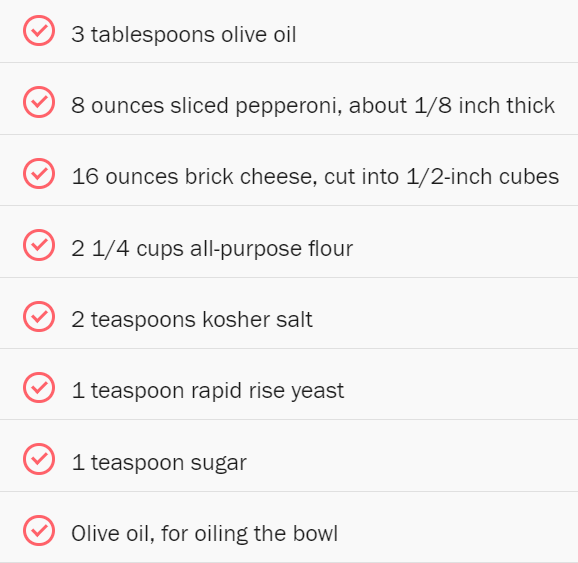 3 tablespoons olive oil
8 ounces sliced pepperoni, about 1/8 inch thick
16 ounces brick cheese, cut into 1/2-inch cubes
2 1/4 cups all-purpose flour
2 teaspoons kosher salt
1 teaspoon rapid rise yeast
1 teaspoon sugar
Olive oil, for oiling the bowl